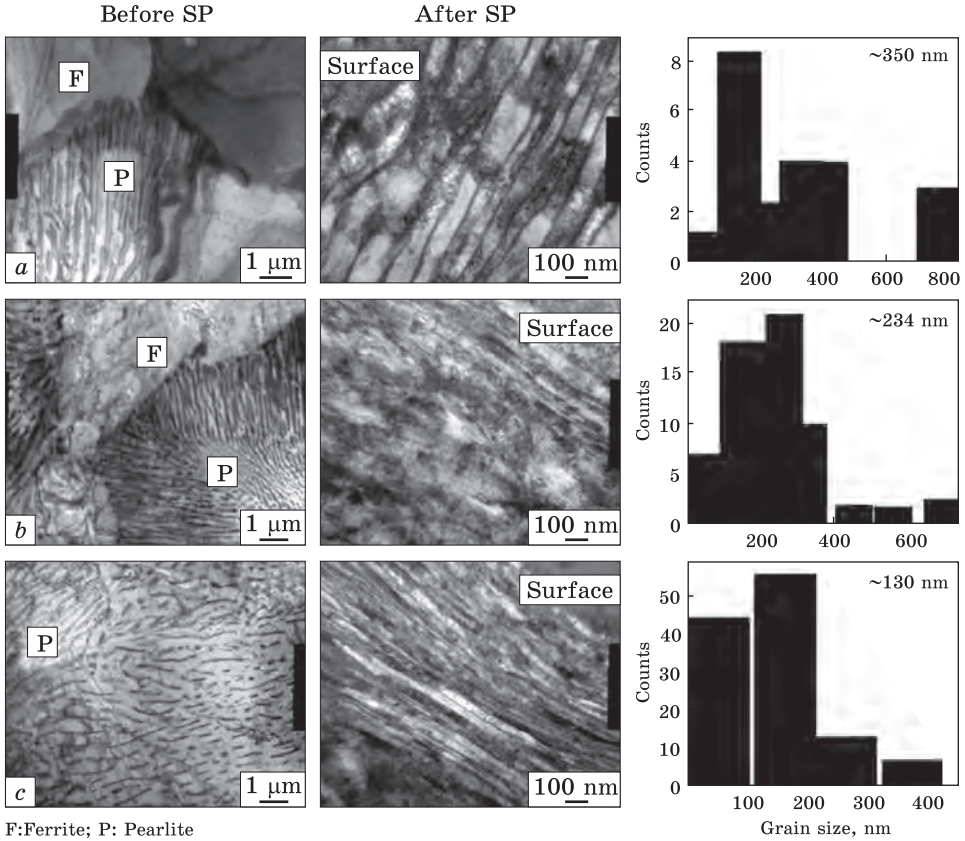 Before SP
After SP
F
P
a
1 μm
Surface
100 nm
Counts
8
6
4
2
0
~350 nm
200 400 600 800
F
P
b
1 μm
Surface
100 nm
Counts
20
15
10
5
0
~234 nm
200 400 600
P
c
1 μm
Surface
100 nm
Counts
50
40
30
20
10
0
~130 nm
100 200 300 400
Grain size, nm
F:Ferrite; P: Pearlite